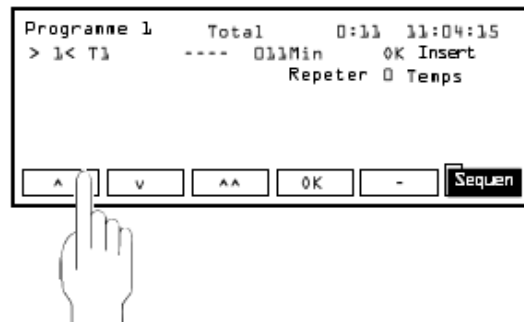 Programme 1 Total 0:11 11:04:15
> 1< T1 ---- 011Min OK Insert
Repeter 0 Temps
^ v ^^ OK - Sequen